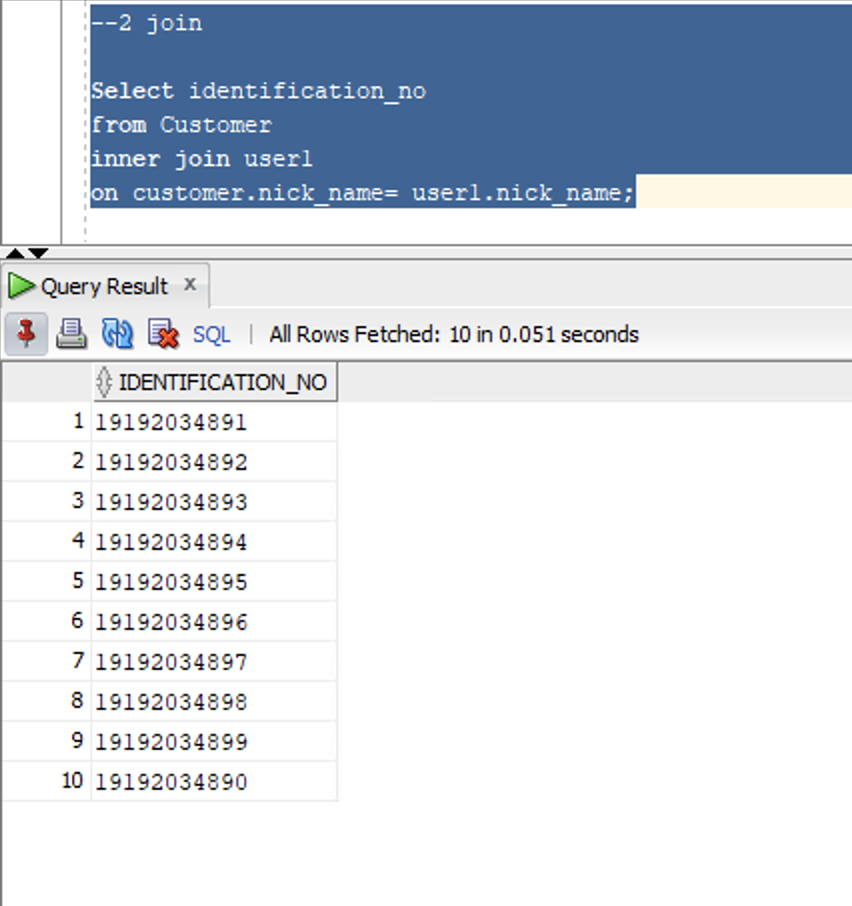 --2 join
Select identification_no
from Customer
inner join user1
on customer.nick_name= user1.nick_name;
Query Result x
SQL | All Rows Fetched: 10 in 0.051 seconds
IDENTIFICATION_NO
1 19192034891
2 19192034892
3 19192034893
4 19192034894
5 19192034895
6 19192034896
7 19192034897
8 19192034898
9 19192034899
10 19192034890